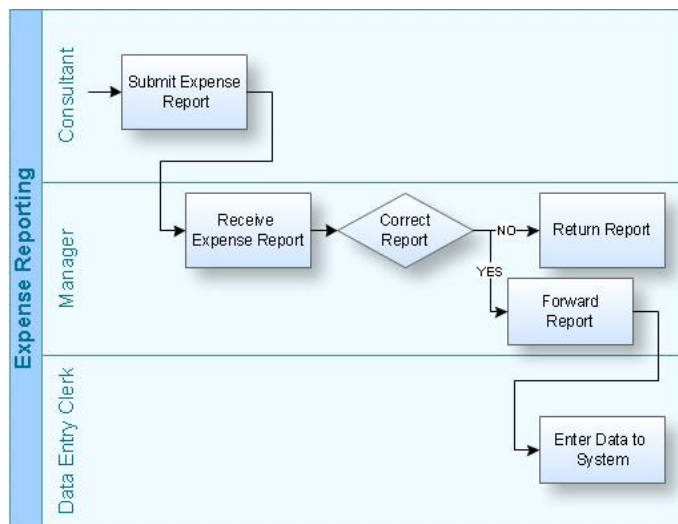 Expense Reporting
Consultant
Submit Expense
Report
Manager
Receive
Expense Report
Correct
Report
NO
Return Report
YES
Forward
Report
Data Entry Clerk
Enter Data to
System